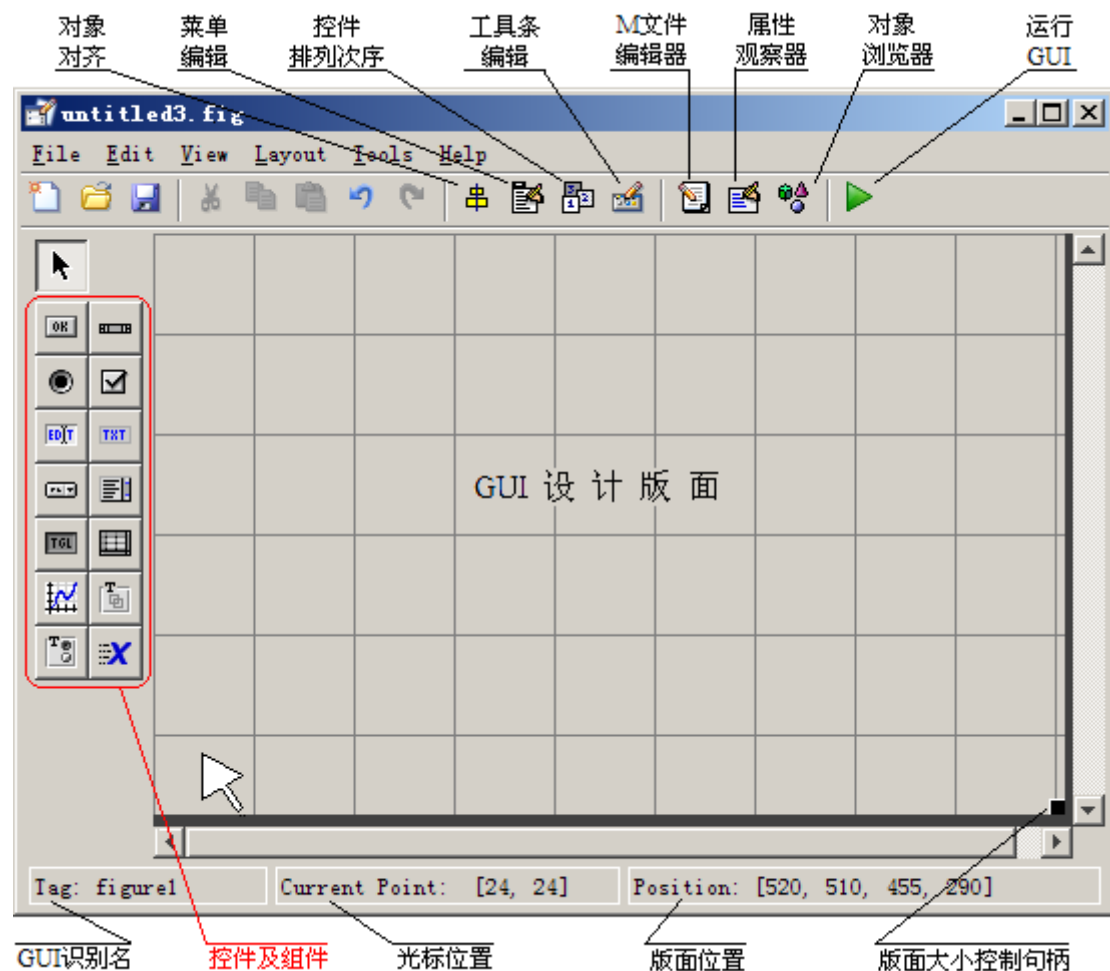 对象
对齐
菜单
编辑
控件
排列次序
工具条
编辑
M文件
编辑器
属性
观察器
对象
浏览器
运行
GUI
untitled3.fig
File Edit View Layout Tools Help
OK
EDIT TXT
TGL
T
T
X
GUI 设 计 版 面
Tag: figure1 Current Point: [24, 24] Position: [520, 510, 455, 290]
GUI识别名 控件及组件 光标位置 版面位置 版面大小控制句柄